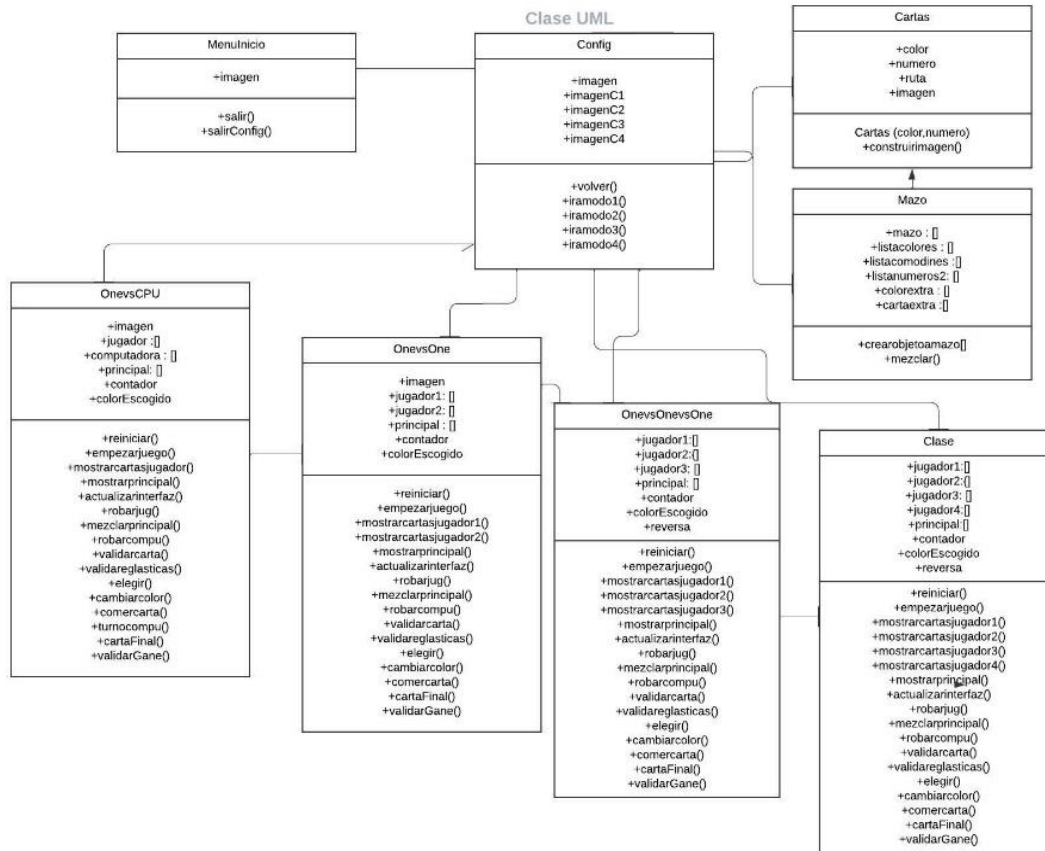 Clase UML
MenuInicio
+imagen
+salir()
+salirConfig()
Config
+imagen
+imagenC1
+imagenC2
+imagenC3
+imagenC4
+volver()
+iramodo1()
+iramodo2()
+iramodo3()
+iramodo4()
Cartas
+color
+numero
+ruta
+imagen
Cartas (color,numero)
+construirimagen()
Mazo
+mazo : []
+listacolores : []
+listacomodines :[]
+listanumeros2: []
+colorextra : []
+cartaextra : []
+crearobjetoamazo[]
+mezclar()
OnevsCPU
+imagen
+jugador :[]
+computadora : []
+principal: []
+contador
+colorEscogido
+reiniciar()
+empezarjuego()
+mostrarcartasjugador()
+mostrarprincipal()
+actualizarinterfaz()
+robarjug()
+mezclarprincipal()
+robarcompu()
+validarcarta()
+validareglasticas()
+elegir()
+cambiarcolor()
+comercarta()
+turnocompu()
+cartaFinal()
+validarGane()
OnevsOne
+imagen
+jugador1: []
+jugador2: []
+principal : []
+contador
+colorEscogido
+reiniciar()
+empezarjuego()
+mostrarcartasjugador1()
+mostrarcartasjugador2()
+mostrarprincipal()
+actualizarinterfaz()
+robarjug()
+mezclarprincipal()
+robarcompu()
+validarcarta()
+validareglasticas()
+elegir()
+cambiarcolor()
+comercarta()
+cartaFinal()
+validarGane()
OnevsOnevsOne
+jugador1:[]
+jugador2:{]
+jugador3: []
+principal: []
+contador
+colorEscogido
+reversa
+reiniciar()
+empezarjuego()
+mostrarcartasjugador1()
+mostrarcartasjugador2()
+mostrarcartasjugador3()
+mostrarprincipal()
+actualizarinterfaz()
+robarjug()
+mezclarprincipal()
+robarcompu()
+validarcarta()
+validareglasticas()
+elegir()
+cambiarcolor()
+comercarta()
+cartaFinal()
+validarGane()
Clase
+jugador1:[]
+jugador2:{]
+jugador3: []
+jugador4:[]
+principal:[]
+contador
+colorEscogido
+reversa
+reiniciar()
+empezarjuego()
+mostrarcartasjugador1()
+mostrarcartasjugador2()
+mostrarcartasjugador3()
+mostrarcartasjugador4()
+mostrarprincipal()
+actualizarinterfaz()
+robarjug()
+mezclarprincipal()
+robarcompu()
+validarcarta()
+validareglasticas()
+elegir()
+cambiarcolor()
+comercarta()
+cartaFinal()
+validarGane()